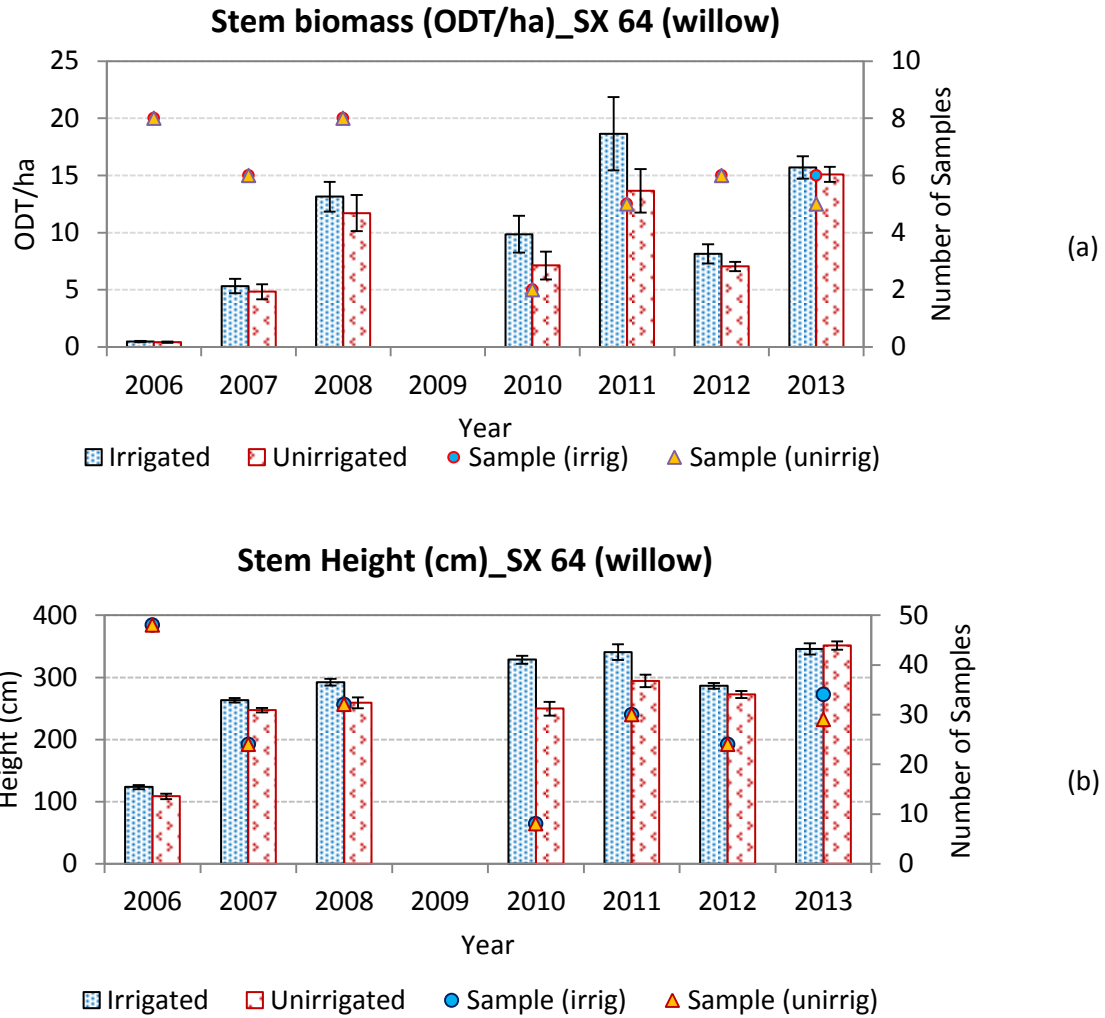 Stem biomass (ODT/ha)_SX 64 (willow)
25
20
15
10
5
0
ODT/ha
10
8
6
4
2
0
Number of Samples
(a)
2006 2007 2008 2009 2010 2011 2012 2013
Year
Irrigated Unirrigated Sample (irrig) Sample (unirrig)
Stem Height (cm)_SX 64 (willow)
400
300
200
100
0
Height (cm)
50
40
30
20
10
0
Number of Samples
(b)
2006 2007 2008 2009 2010 2011 2012 2013
Year
Irrigated Unirrigated Sample (irrig) Sample (unirrig)